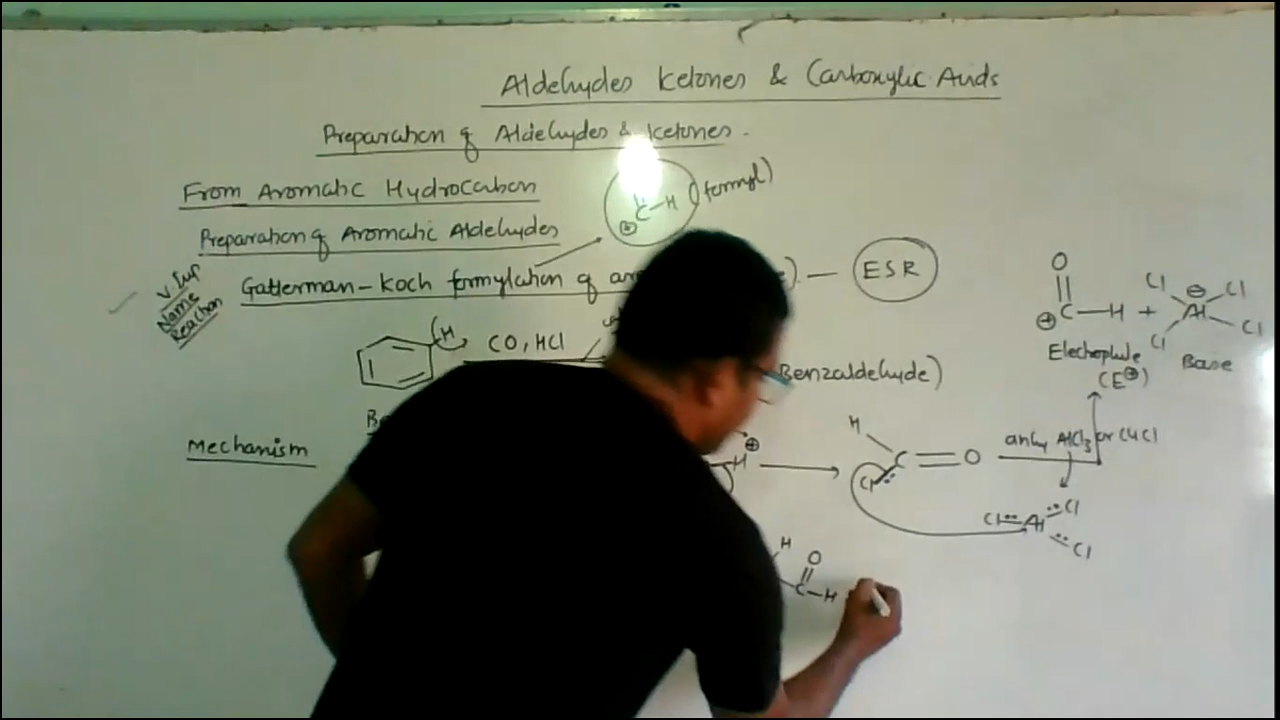 Aldehydes Ketones & Carboxylic Acids
Preparation of Aldehydes & Ketones.
From Aromatic Hydrocarbon
C - H (formyl)
⊕
Preparation of Aromatic Aldehydes
V. Imp
Name
Reaction
Gatterman - Koch formylation of
ESR
H CO, HCl
Benzaldehyde)
O
⊕ C - H +
Cl ⊖ Cl
Al
Cl Cl
Electrophile
(E⊕)
Base
Mechanism
H ⊕
H
Cl C = O
anhy AlCl3 or CuCl
Cl Al Cl
Cl
H O
C - H